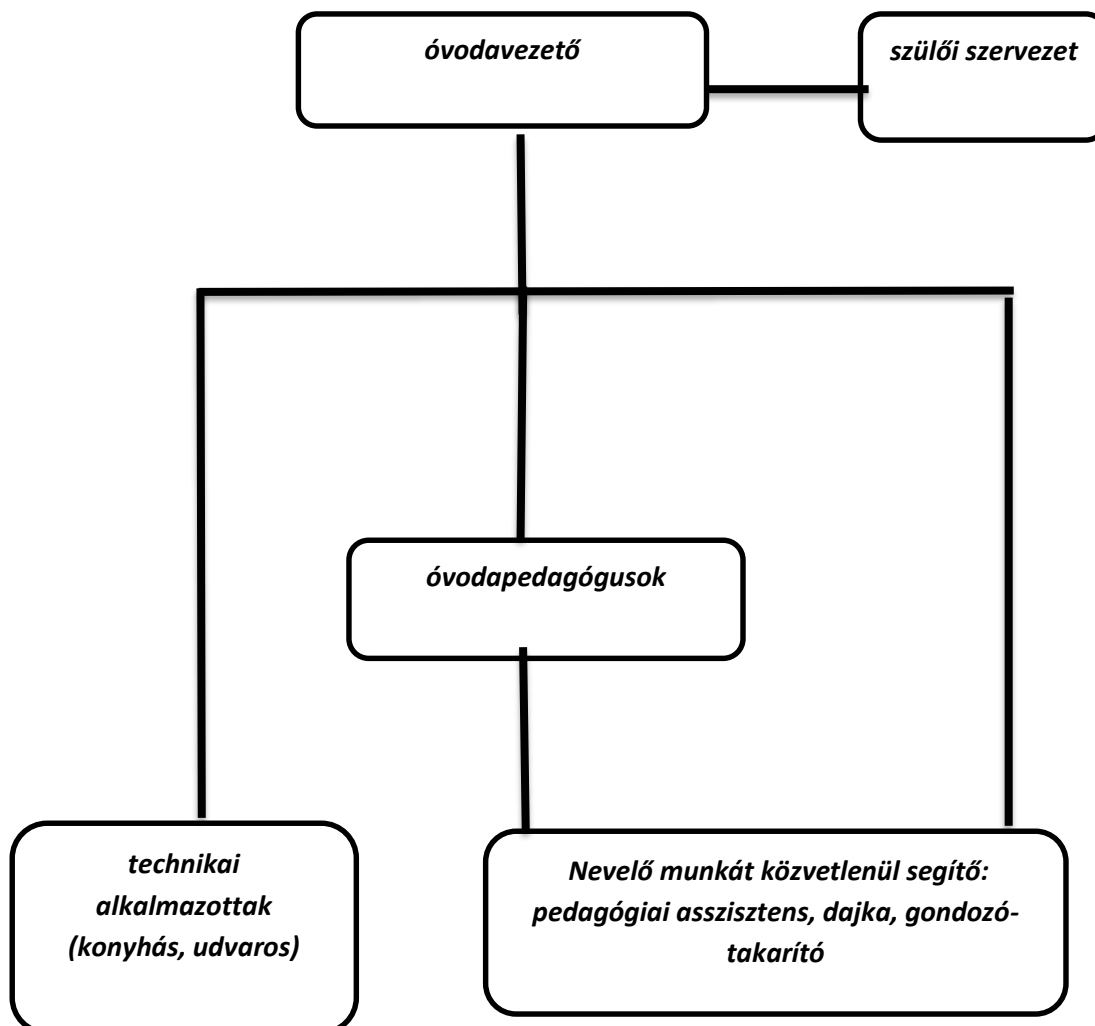 óvodavezető
szülői szervezet
óvodapedagógusok
technikai
alkalmazottak
(konyhás, udvaros)
Nevelő munkát közvetlenül segítő:
pedagógiai asszisztens, dajka, gondozó-
takarító